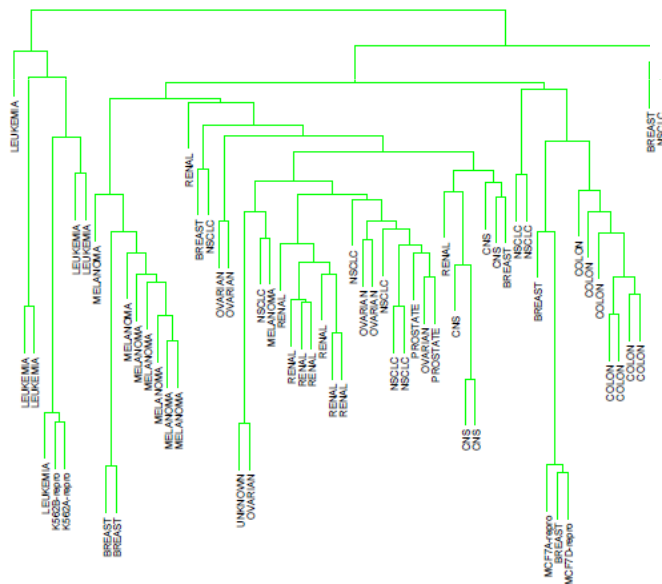 LEUKEMIA
LEUKEMIA
LEUKEMIA
LEUKEMIA
K562B-repro
K562A-repro
LEUKEMIA
LEUKEMIA
MELANOMA
BREAST
BREAST
MELANOMA
MELANOMA
MELANOMA
MELANOMA
MELANOMA
MELANOMA
RENAL
BREAST
NSCLC
OVARIAN
OVARIAN
UNKNOWN
OVARIAN
NSCLC
MELANOMA
RENAL
RENAL
RENAL
RENAL
RENAL
RENAL
RENAL
NSCLC
OVARIAN
OVARIAN
NSCLC
NSCLC
NSCLC
PROSTATE
OVARIAN
PROSTATE
RENAL
CNS
CNS
CNS
CNS
CNS
BREAST
NSCLC
NSCLC
BREAST
MCF7A-repro
BREAST
MCF7D-repro
COLON
COLON
COLON
COLON
COLON
COLON
COLON
BREAST
NSCLC